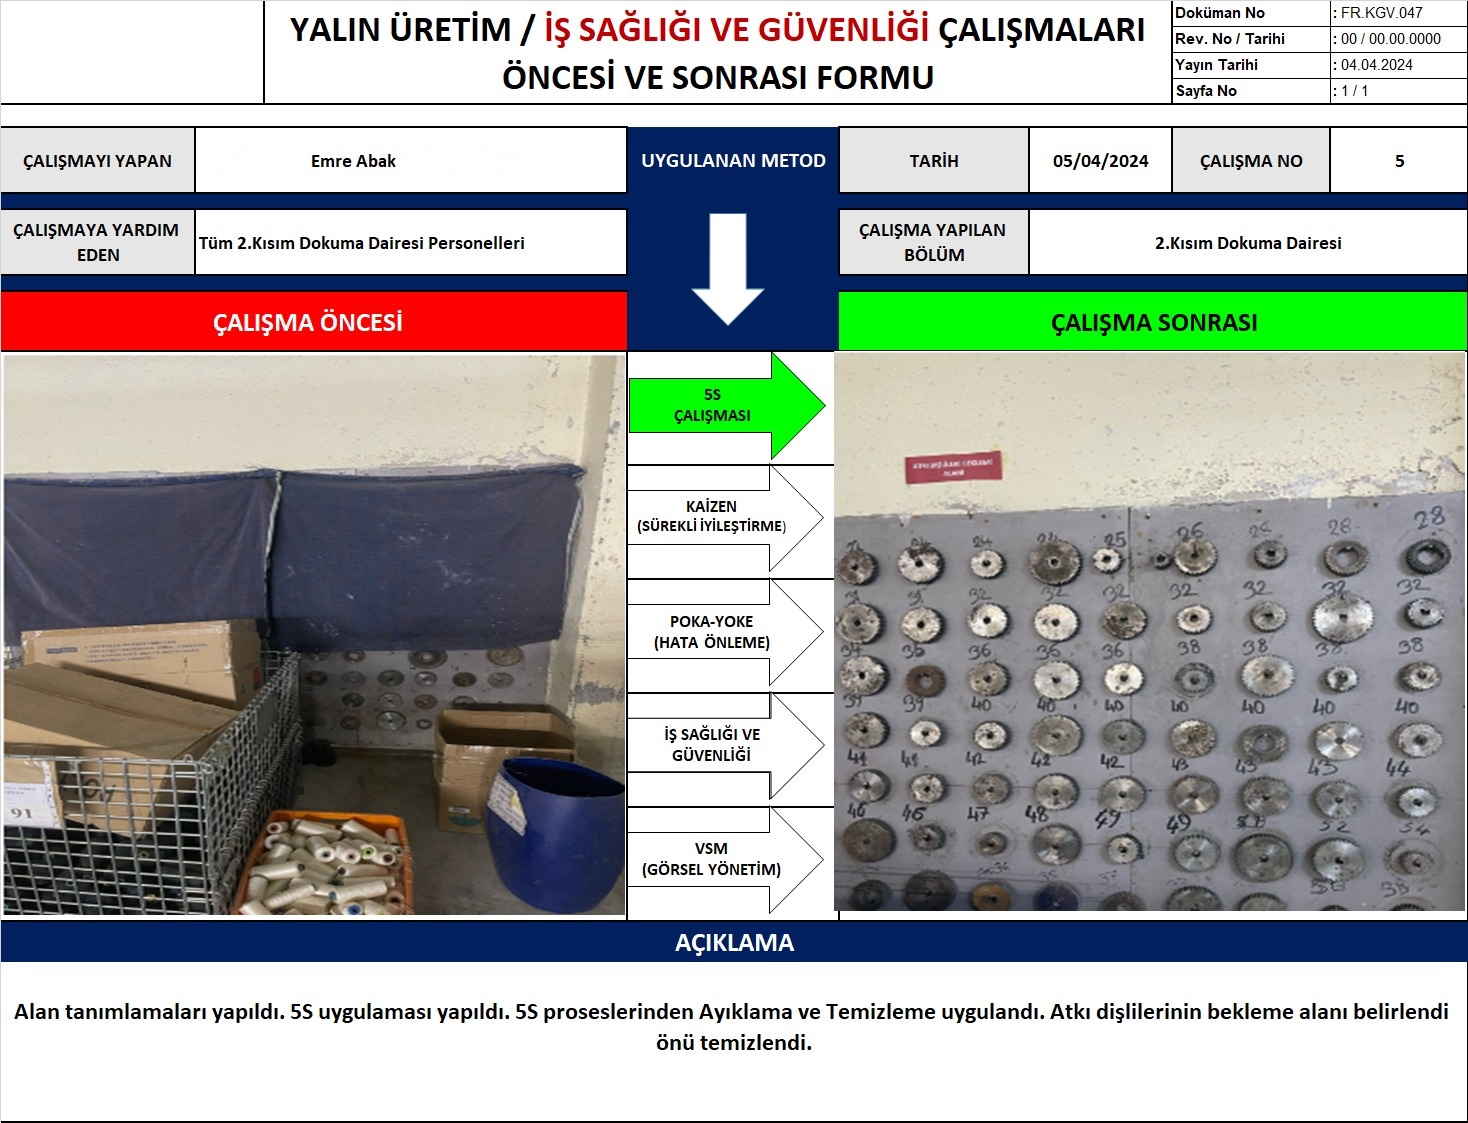 YALIN ÜRETİM / İŞ SAĞLIĞI VE GÜVENLİĞİ ÇALIŞMALARI
ÖNCESİ VE SONRASI FORMU
Doküman No : FR.KGV.047
Rev. No / Tarihi : 00 / 00.00.0000
Yayın Tarihi : 04.04.2024
Sayfa No : 1 / 1
ÇALIŞMAYI YAPAN
Emre Abak
UYGULANAN METOD
TARİH
05/04/2024
ÇALIŞMA NO
5
ÇALIŞMAYA YARDIM
EDEN
Tüm 2.Kısım Dokuma Dairesi Personelleri
ÇALIŞMA YAPILAN
BÖLÜM
2.Kısım Dokuma Dairesi
ÇALIŞMA ÖNCESİ
ÇALIŞMA SONRASI
91
5S
ÇALIŞMASI
KAİZEN
(SÜREKLİ İYİLEŞTİRME)
POKA-YOKE
(HATA ÖNLEME)
İŞ SAĞLIĞI VE
GÜVENLİĞİ
VSM
(GÖRSEL YÖNETİM)
24 25 26 28 28 28
32 32 32 32 32 32
36 36 36 38 38 38
39 39 40 40 40 40 40 40 40
41 41 42 42 42 43 43 43 44
46 46 47 48 49 49 52 54
AÇIKLAMA
Alan tanımlamaları yapıldı. 5S uygulaması yapıldı. 5S proseslerinden Ayıklama ve Temizleme uygulandı. Atkı dişlilerinin bekleme alanı belirlendi
önü temizlendi.